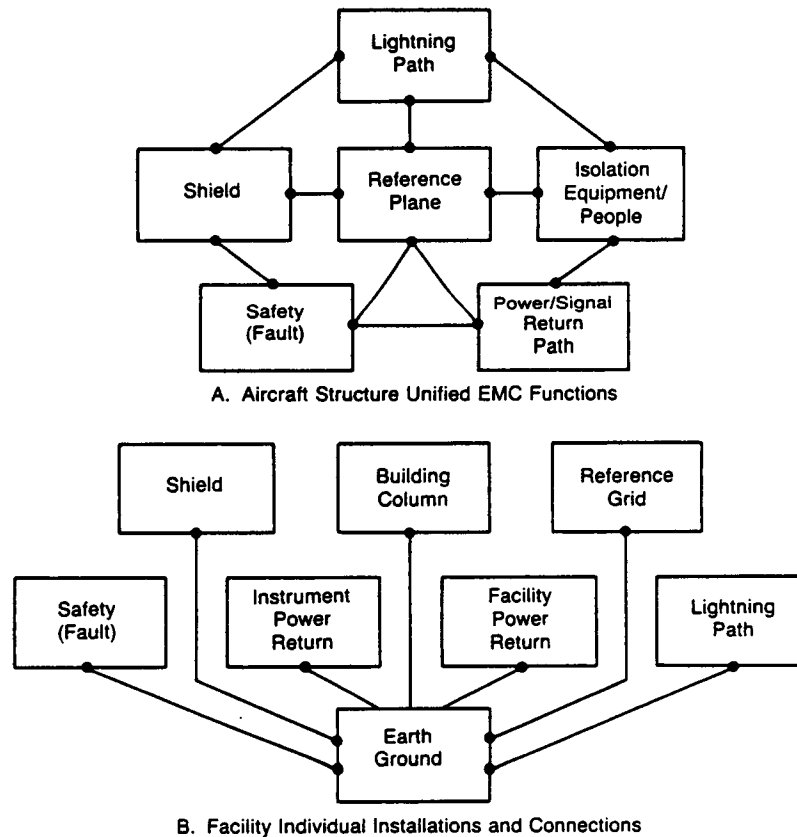 Lightning
Path
Shield
Reference
Plane
Isolation
Equipment/
People
Safety
(Fault)
Power/Signal
Return
Path
A. Aircraft Structure Unified EMC Functions
Shield
Building
Column
Reference
Grid
Safety
(Fault)
Instrument
Power
Return
Facility
Power
Return
Lightning
Path
Earth
Ground
B. Facility Individual Installations and Connections